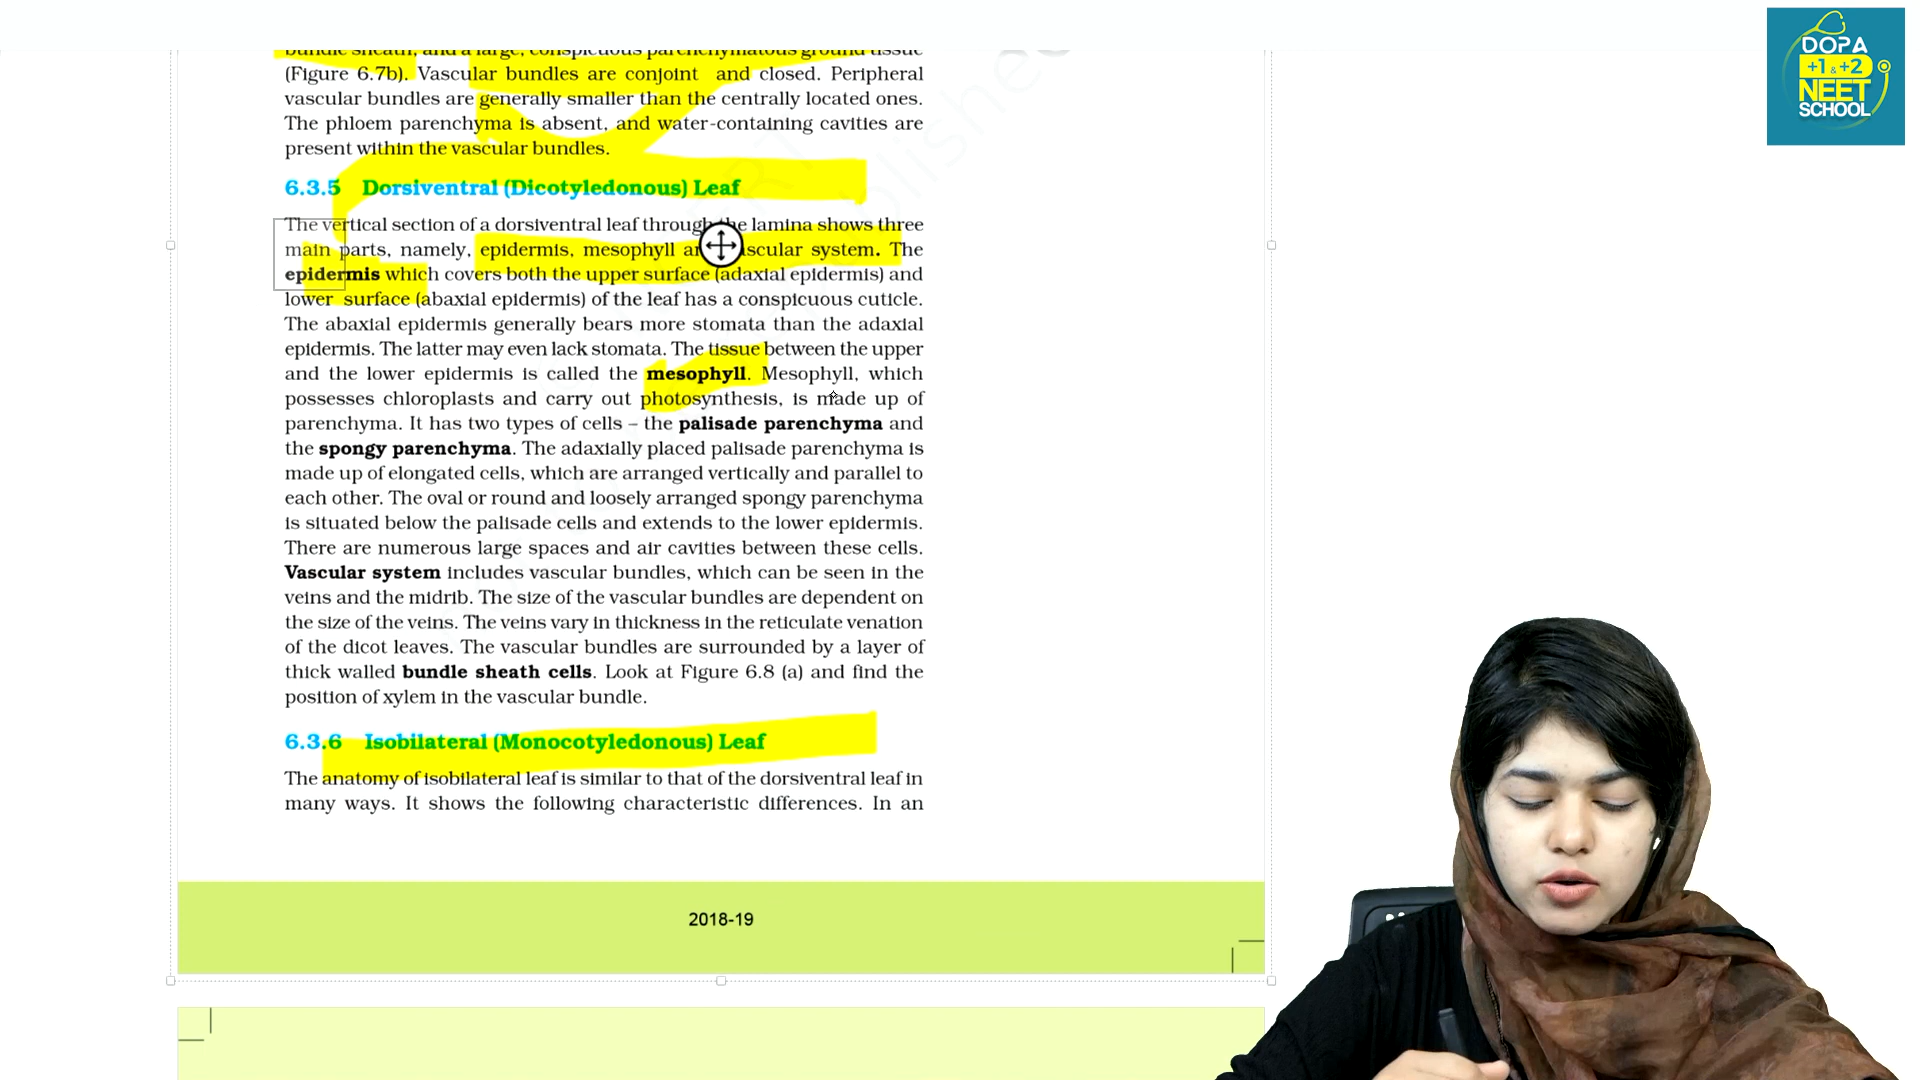 bundle sheath, and a large, conspicuous parenchymatous ground tissue
(Figure 6.7b). Vascular bundles are conjoint and closed. Peripheral
vascular bundles are generally smaller than the centrally located ones.
The phloem parenchyma is absent, and water-containing cavities are
present within the vascular bundles.
6.3.5 Dorsiventral (Dicotyledonous) Leaf
The vertical section of a dorsiventral leaf through the lamina shows three
main parts, namely, epidermis, mesophyll and vascular system. The
epidermis which covers both the upper surface (adaxial epidermis) and
lower surface (abaxial epidermis) of the leaf has a conspicuous cuticle.
The abaxial epidermis generally bears more stomata than the adaxial
epidermis. The latter may even lack stomata. The tissue between the upper
and the lower epidermis is called the mesophyll. Mesophyll, which
possesses chloroplasts and carry out photosynthesis, is made up of
parenchyma. It has two types of cells – the palisade parenchyma and
the spongy parenchyma. The adaxially placed palisade parenchyma is
made up of elongated cells, which are arranged vertically and parallel to
each other. The oval or round and loosely arranged spongy parenchyma
is situated below the palisade cells and extends to the lower epidermis.
There are numerous large spaces and air cavities between these cells.
Vascular system includes vascular bundles, which can be seen in the
veins and the midrib. The size of the vascular bundles are dependent on
the size of the veins. The veins vary in thickness in the reticulate venation
of the dicot leaves. The vascular bundles are surrounded by a layer of
thick walled bundle sheath cells. Look at Figure 6.8 (a) and find the
position of xylem in the vascular bundle.
6.3.6 Isobilateral (Monocotyledonous) Leaf
The anatomy of isobilateral leaf is similar to that of the dorsiventral leaf in
many ways. It shows the following characteristic differences. In an
2018-19
DOPA
+1 & +2
NEET
SCHOOL